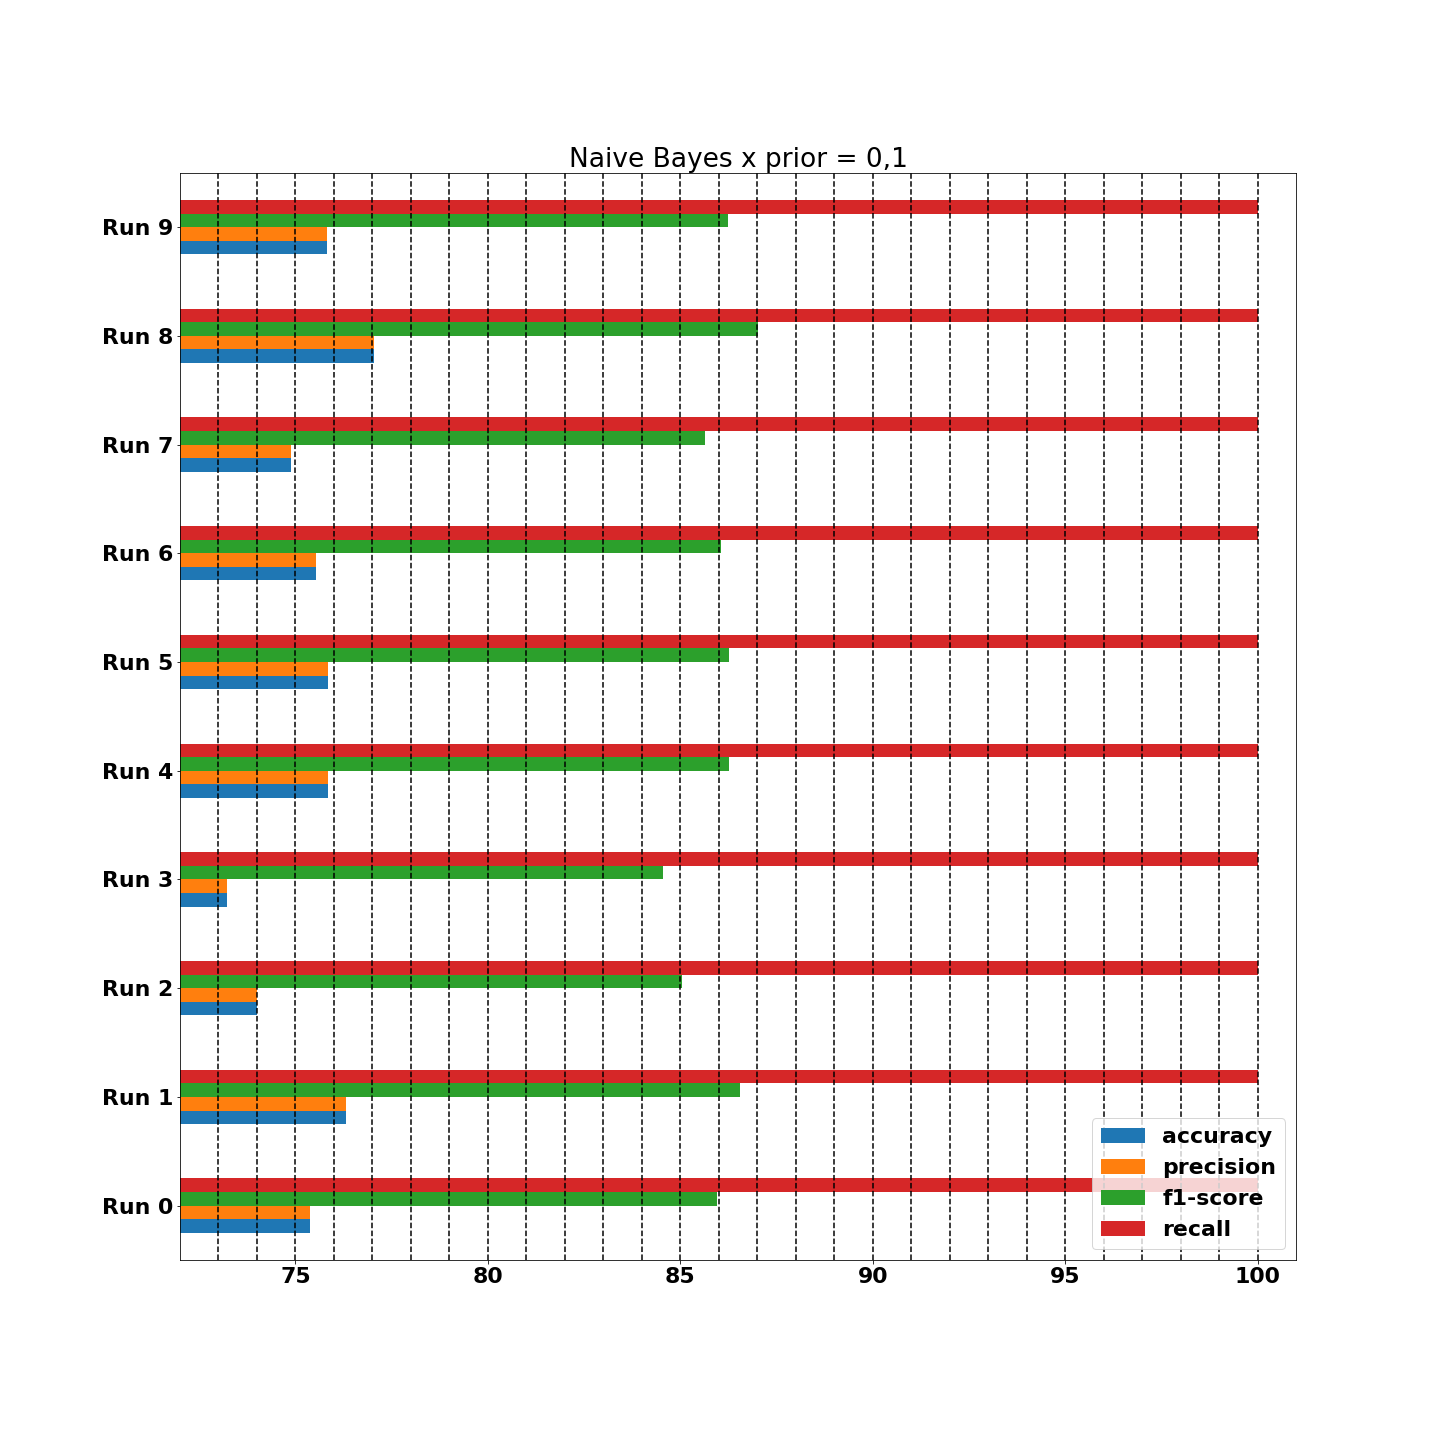 Naive Bayes x prior = 0,1
Run 9
Run 8
Run 7
Run 6
Run 5
Run 4
Run 3
Run 2
Run 1
Run 0
accuracy
precision
f1-score
recall
75 80 85 90 95 100